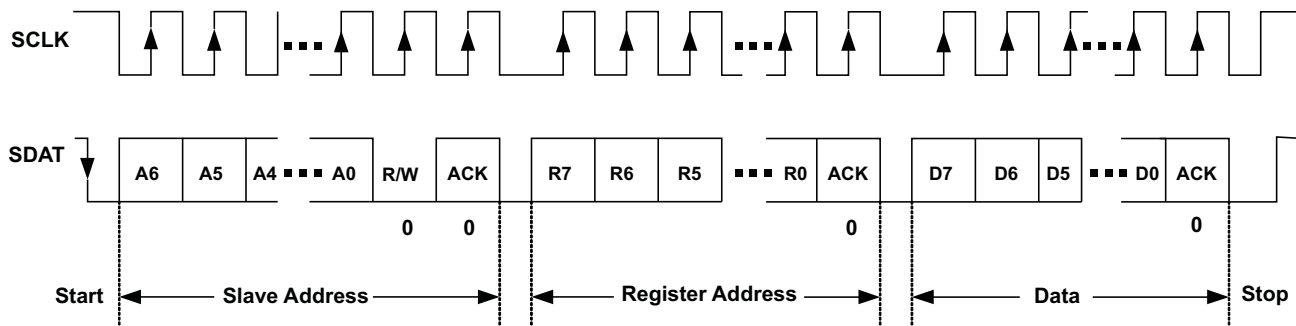 SCLK
SDAT
A6 A5 A4 A0 R/W ACK R7 R6 R5 R0 ACK D7 D6 D5 D0 ACK
0 0 0 0
Start Slave Address Register Address Data Stop